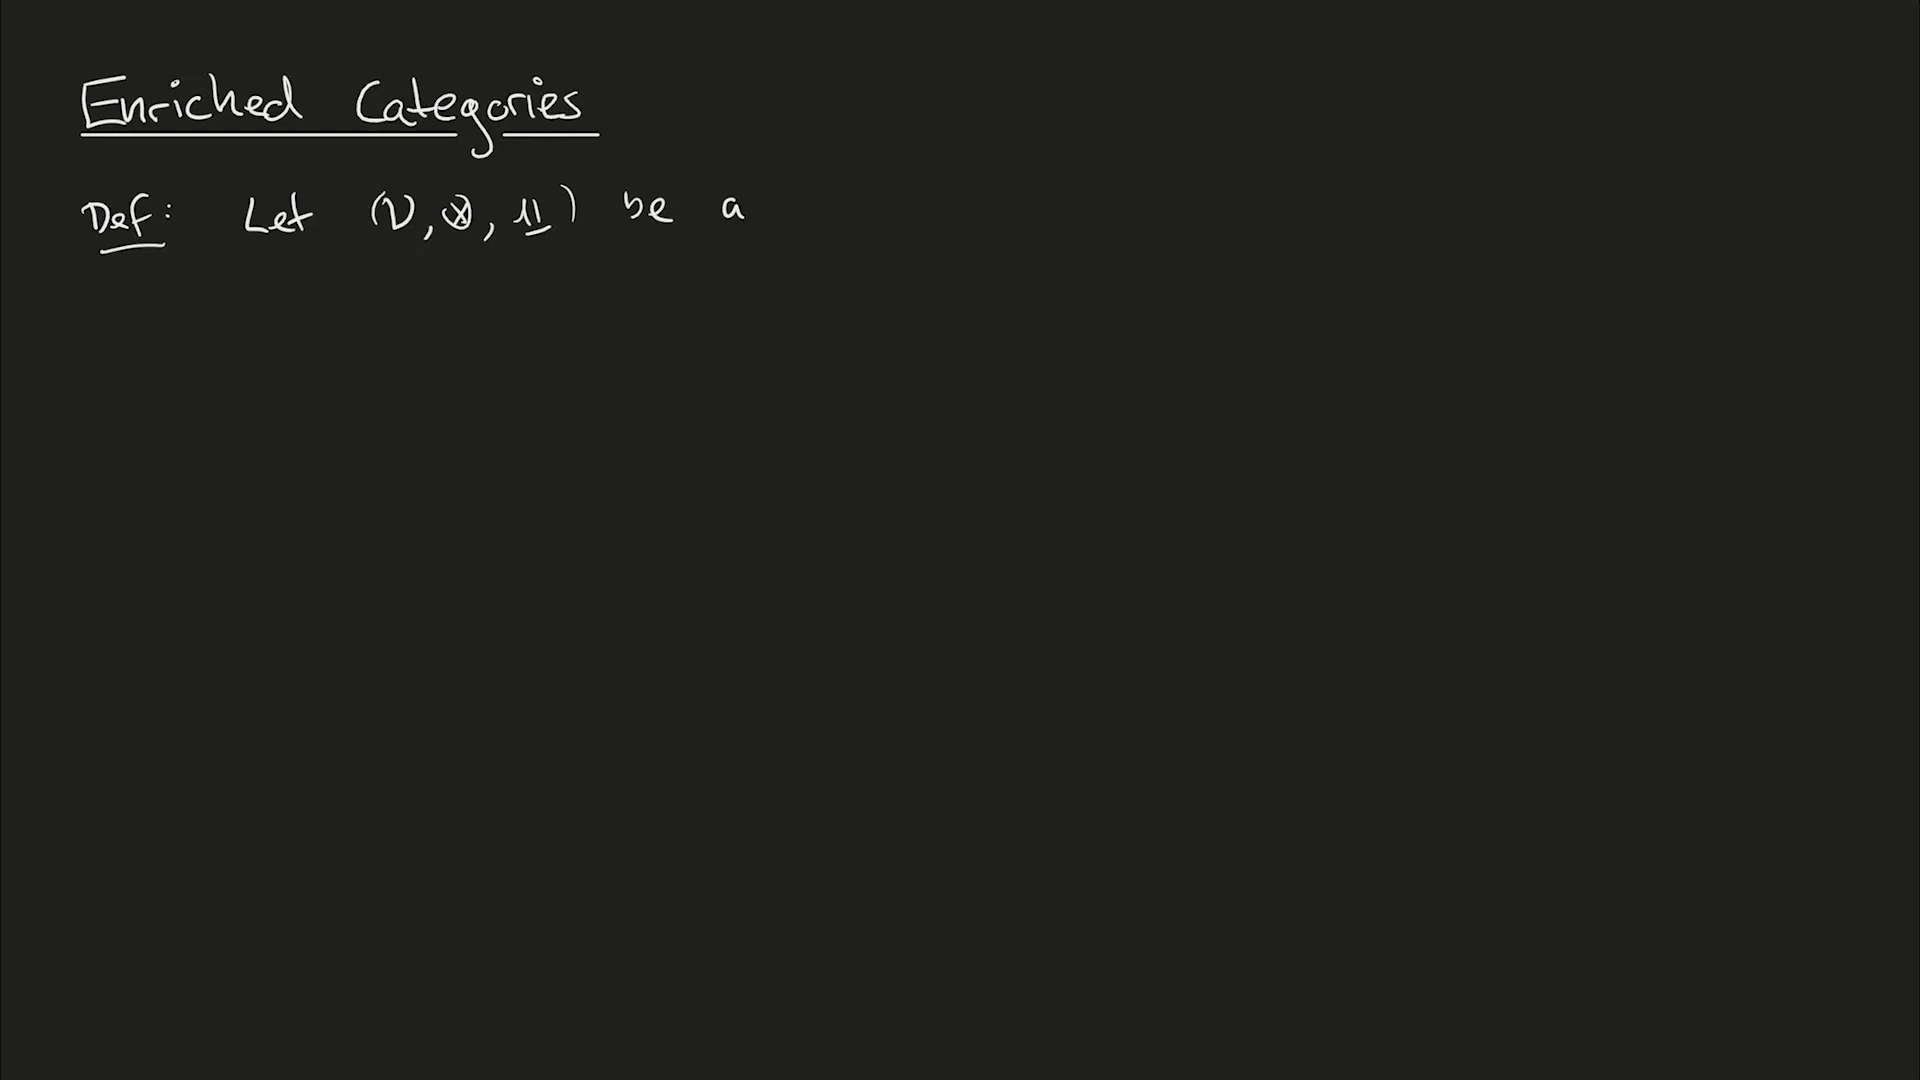 Enriched Categories
Def: Let (V, ⊗, 𝟙) be a